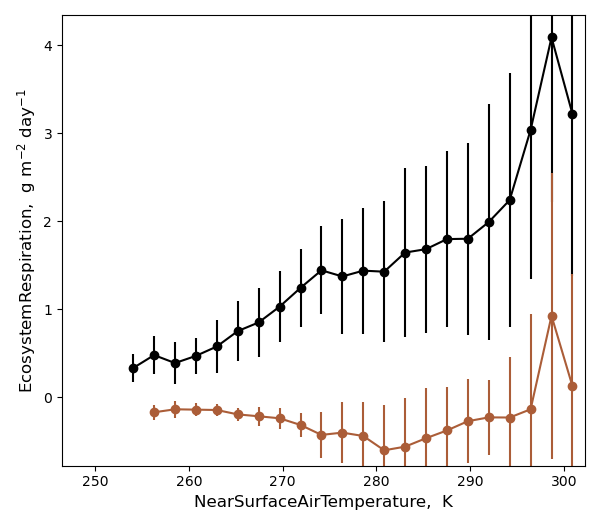 4
3
2
1
0
EcosystemRespiration, g m⁻² day⁻¹
250 260 270 280 290 300
NearSurfaceAirTemperature, K